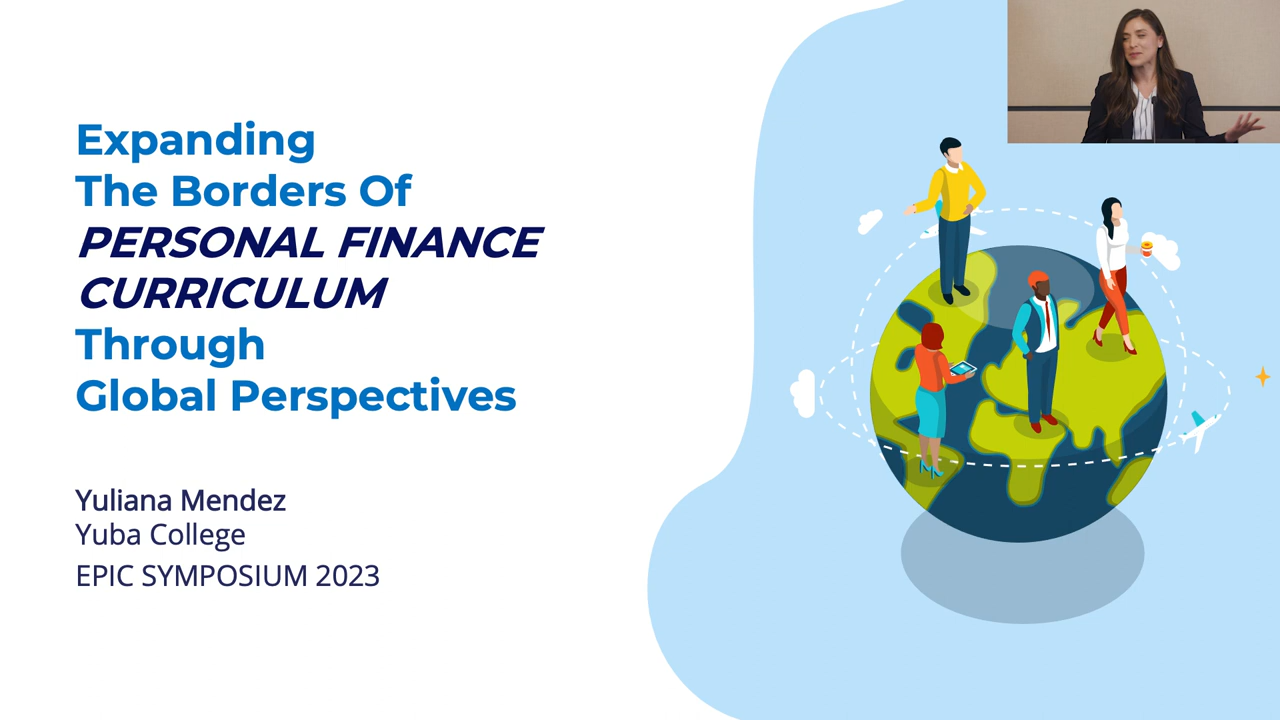 Expanding
The Borders Of
PERSONAL FINANCE
CURRICULUM
Through
Global Perspectives
Yuliana Mendez
Yuba College
EPIC SYMPOSIUM 2023